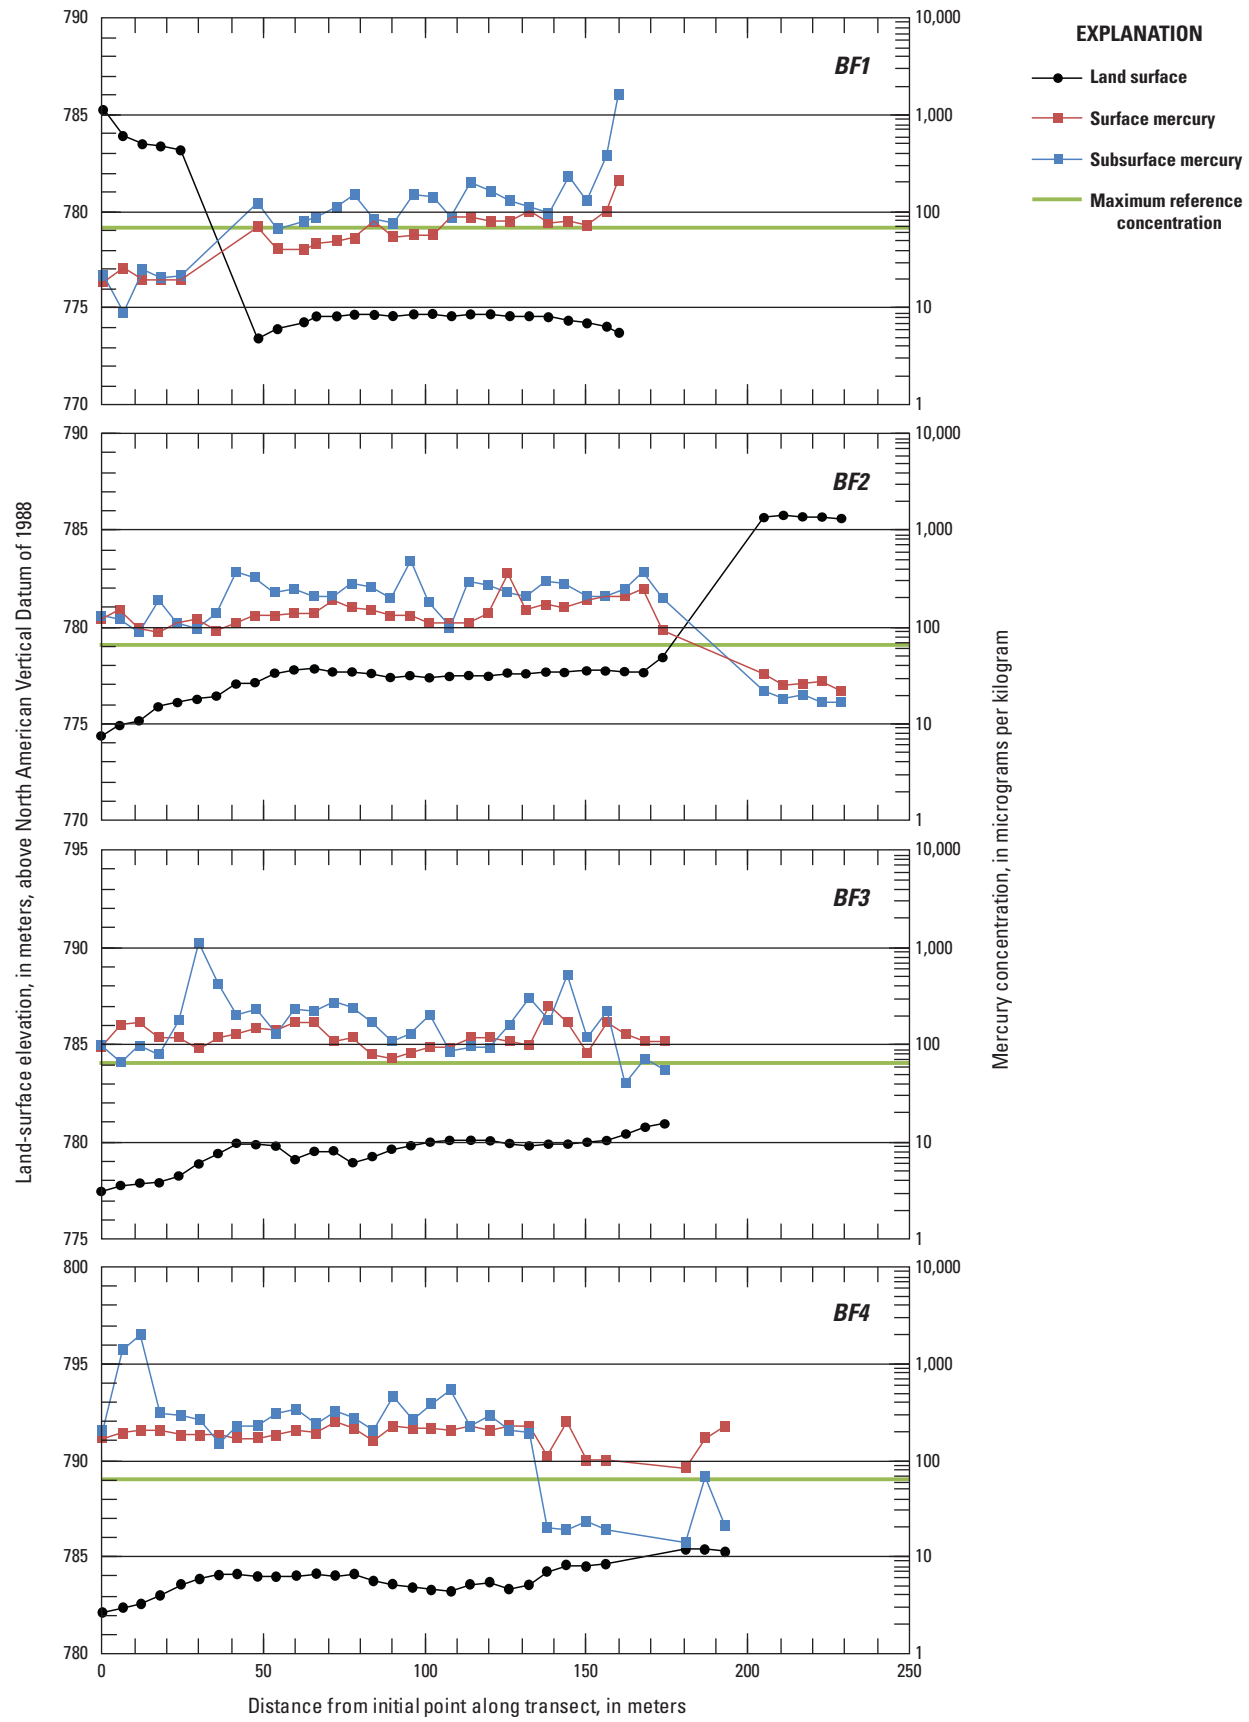 EXPLANATION
Land surface
Surface mercury
Subsurface mercury
Maximum reference
concentration
Land-surface elevation, in meters, above North American Vertical Datum of 1988
Mercury concentration, in micrograms per kilogram
790
785
780
775
770
BF1
10,000
1,000
100
10
1
790
785
780
775
770
BF2
10,000
1,000
100
10
1
795
790
785
780
775
BF3
10,000
1,000
100
10
1
800
795
790
785
780
BF4
10,000
1,000
100
10
1
0 50 100 150 200 250
Distance from initial point along transect, in meters